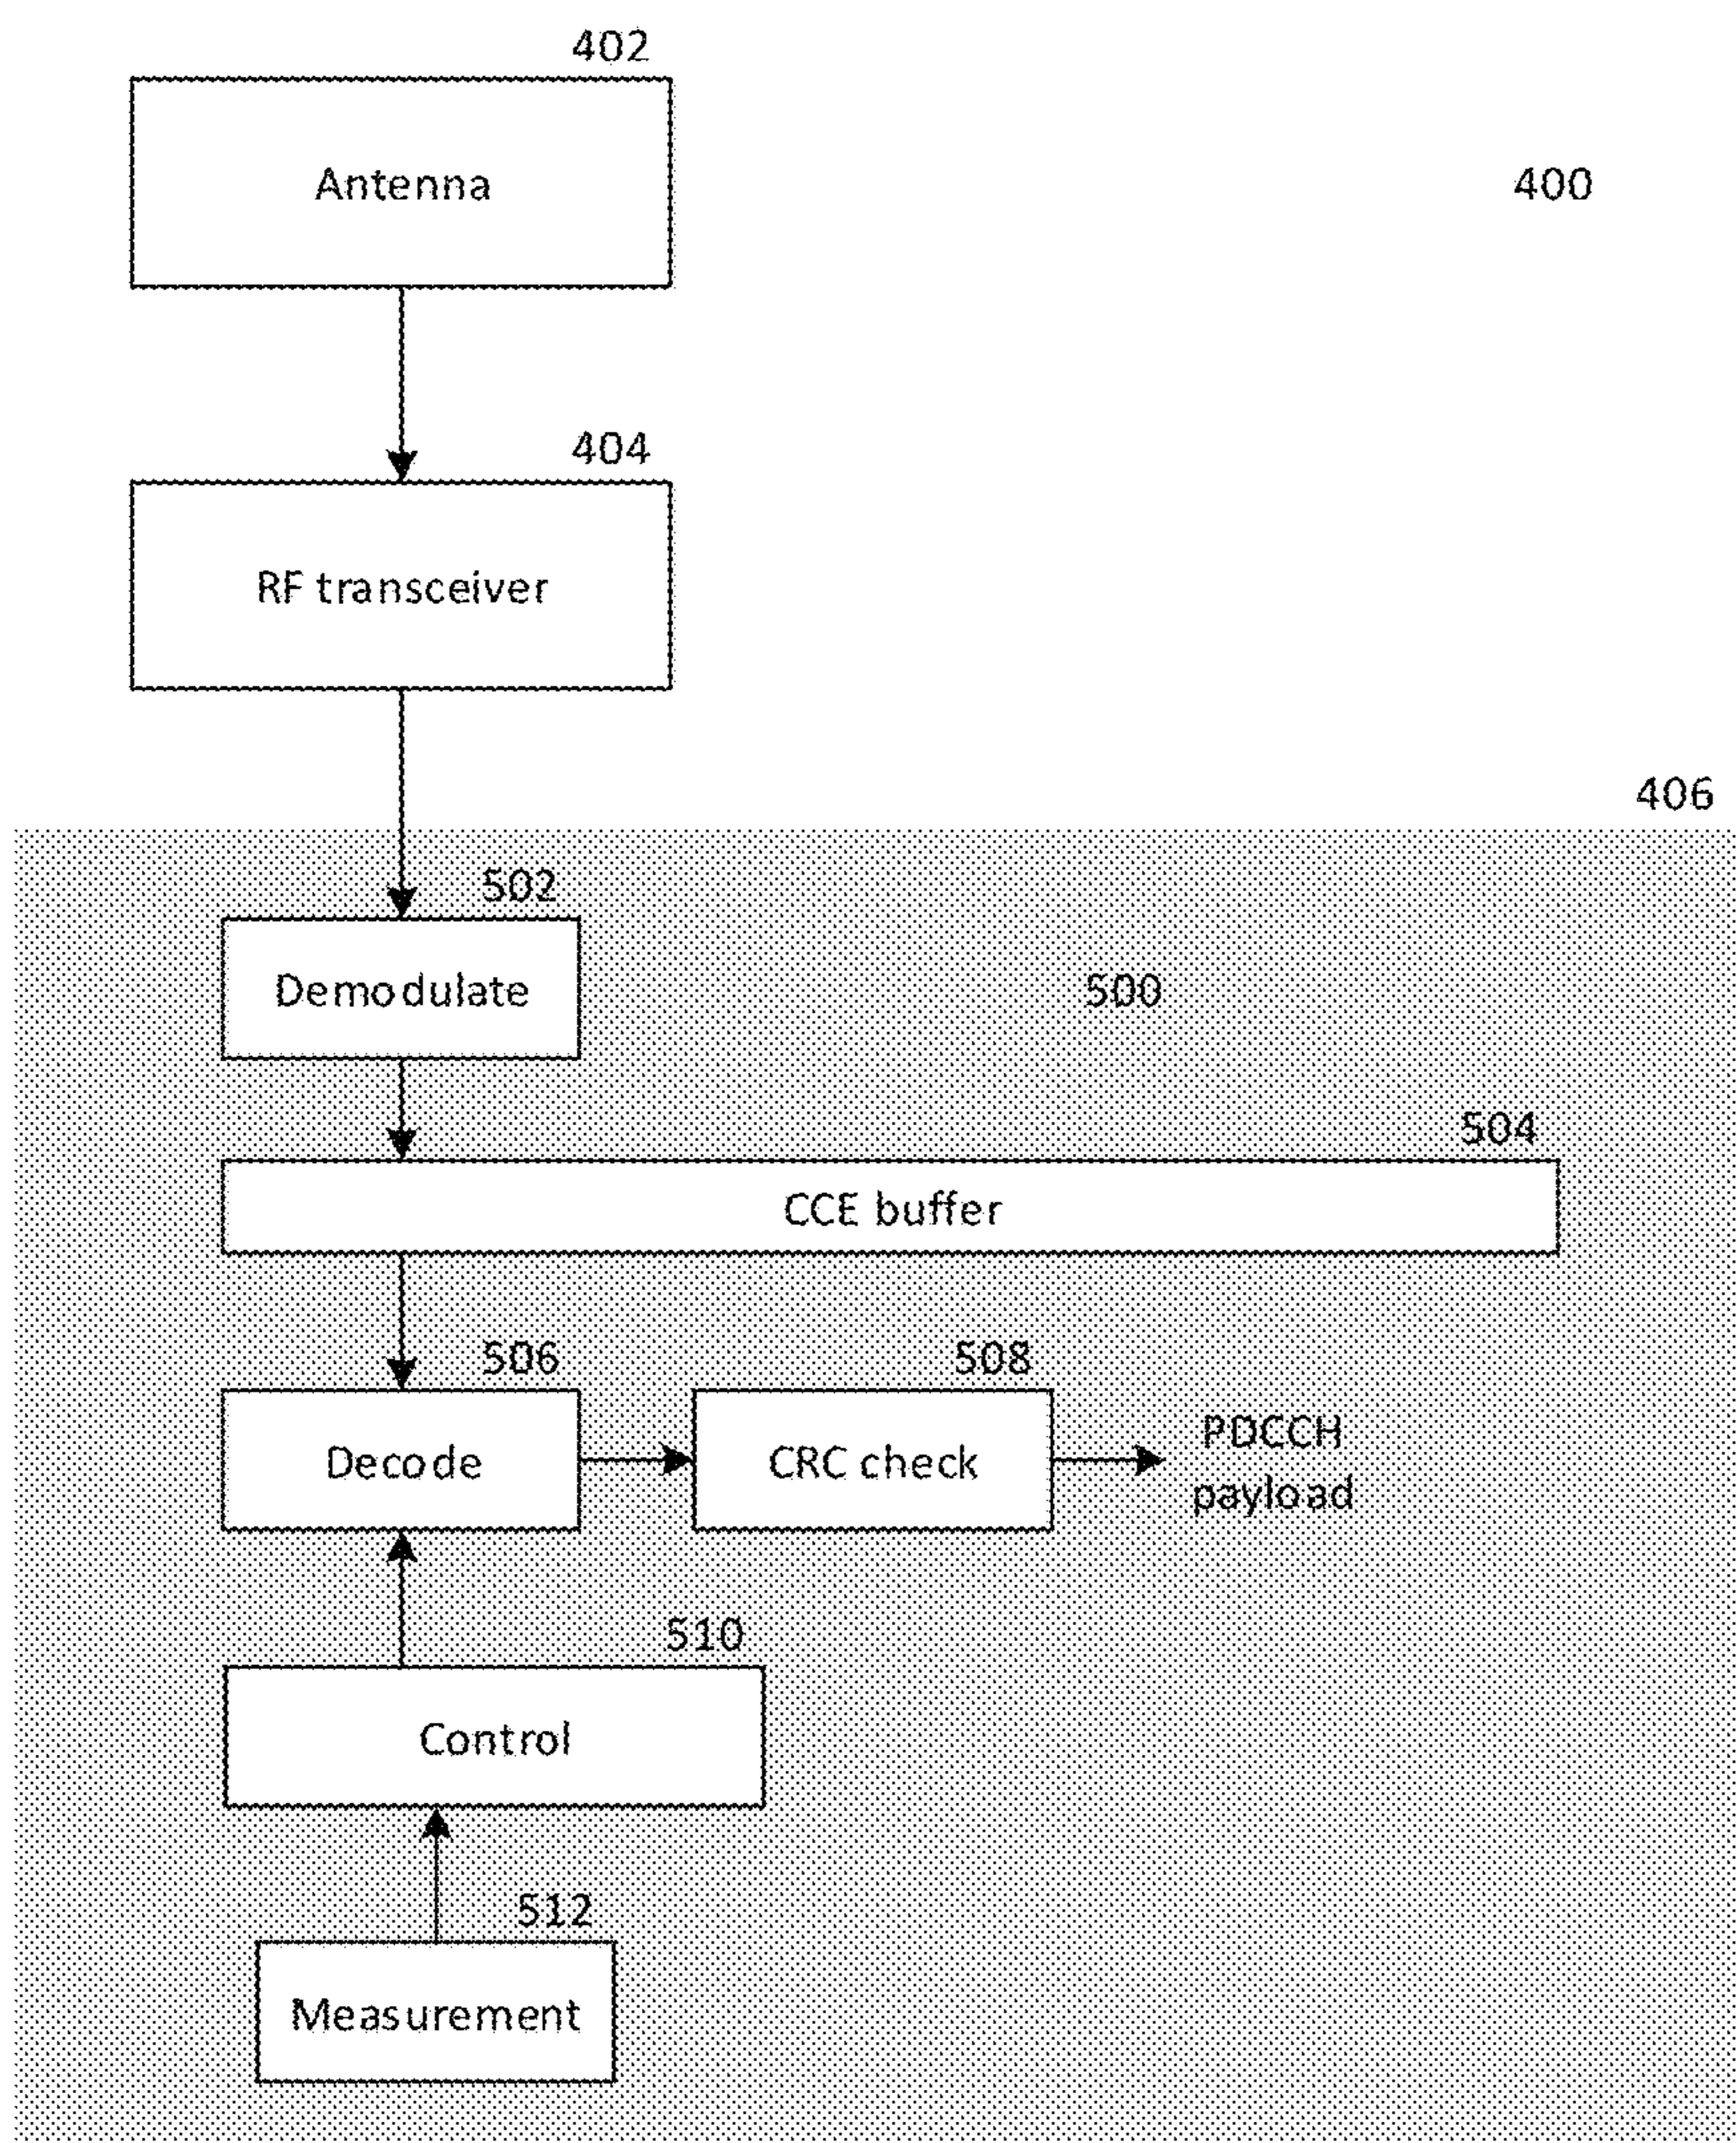 402
Antenna
400
404
RF transceiver
406
502
Demodulate
500
504
CCE buffer
506
508
Decode
CRC check
PDCCH
payload
510
Control
512
Measurement